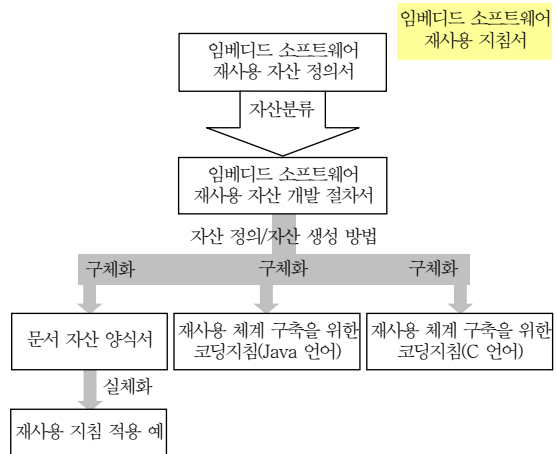 임베디드 소프트웨어
재사용 지침서
임베디드 소프트웨어
재사용 자산 정의서
자산분류
임베디드 소프트웨어
재사용 자산 개발 절차서
자산 정의/자산 생성 방법
구체화
구체화
구체화
문서 자산 양식서
재사용 체계 구축을 위한
코딩지침(Java 언어)
재사용 체계 구축을 위한
코딩지침(C 언어)
실체화
재사용 지침 적용 예